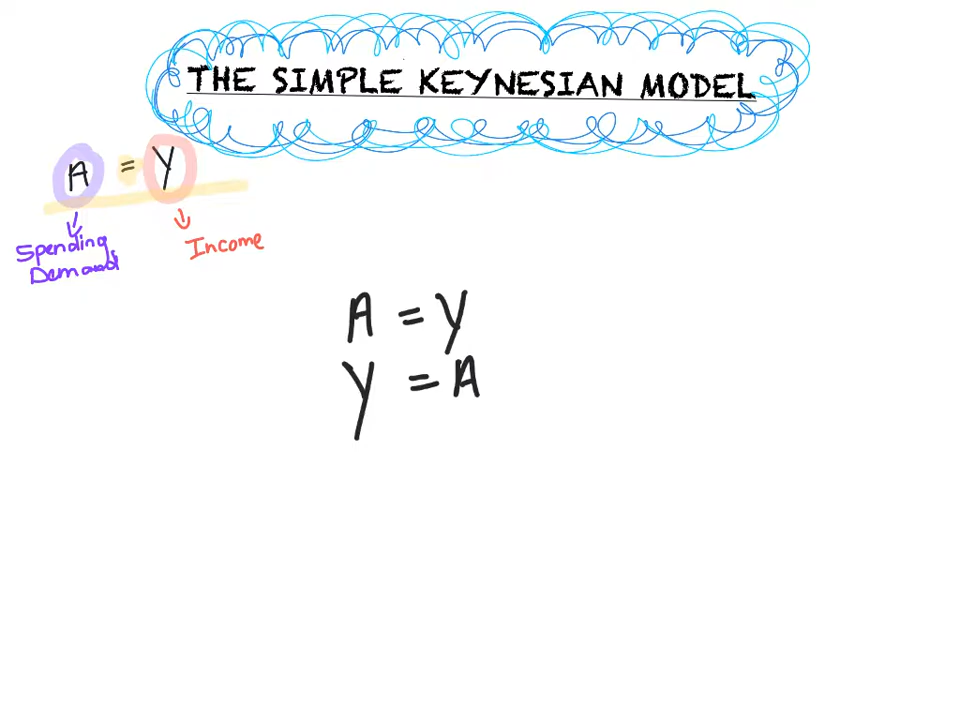 THE SIMPLE KEYNESIAN MODEL
A = Y
Spending
Demand
Income
A = Y
Y = A